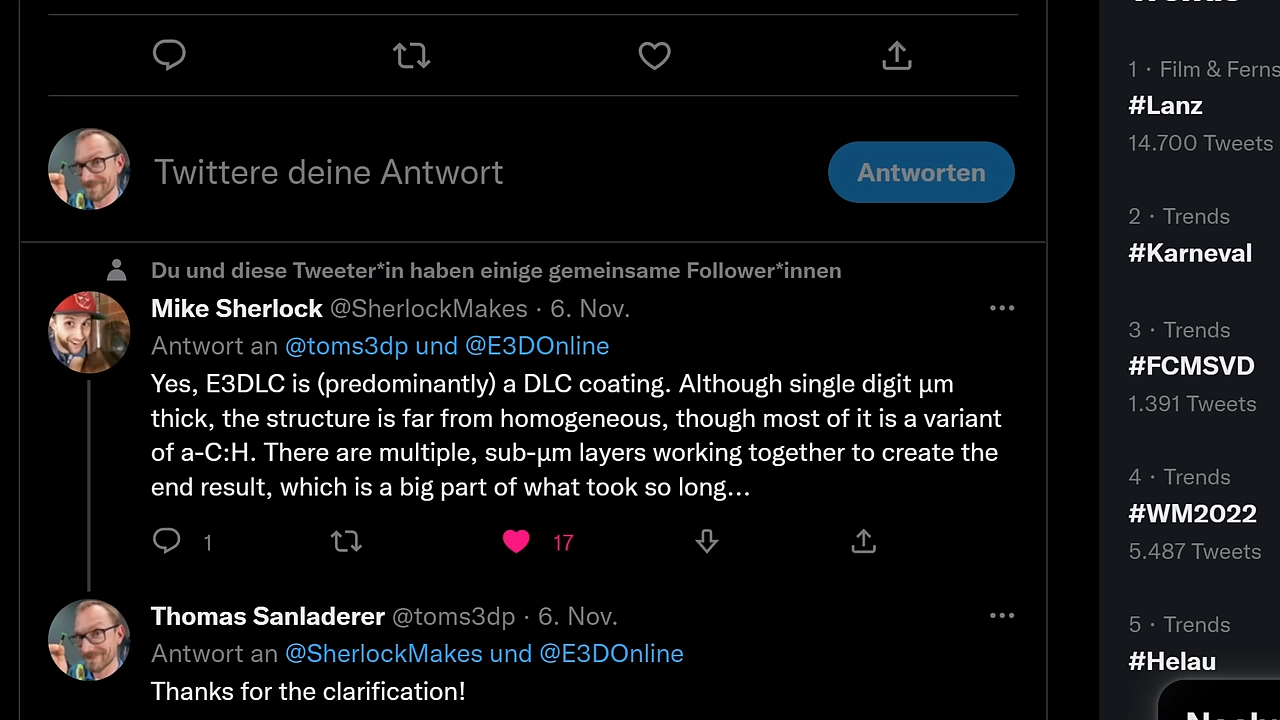 Twittere deine Antwort
Antworten
Du und diese Tweeter*in haben einige gemeinsame Follower*innen
Mike Sherlock @SherlockMakes · 6. Nov.
Antwort an @toms3dp und @E3DOnline
Yes, E3DLC is (predominantly) a DLC coating. Although single digit µm
thick, the structure is far from homogeneous, though most of it is a variant
of a-C:H. There are multiple, sub-µm layers working together to create the
end result, which is a big part of what took so long...
1
17
Thomas Sanladerer @toms3dp · 6. Nov.
Antwort an @SherlockMakes und @E3DOnline
Thanks for the clarification!
1 · Film & Ferns
#Lanz
14.700 Tweets
2 · Trends
#Karneval
3 · Trends
#FCMSVD
1.391 Tweets
4 · Trends
#WM2022
5.487 Tweets
5 · Trends
#Helau